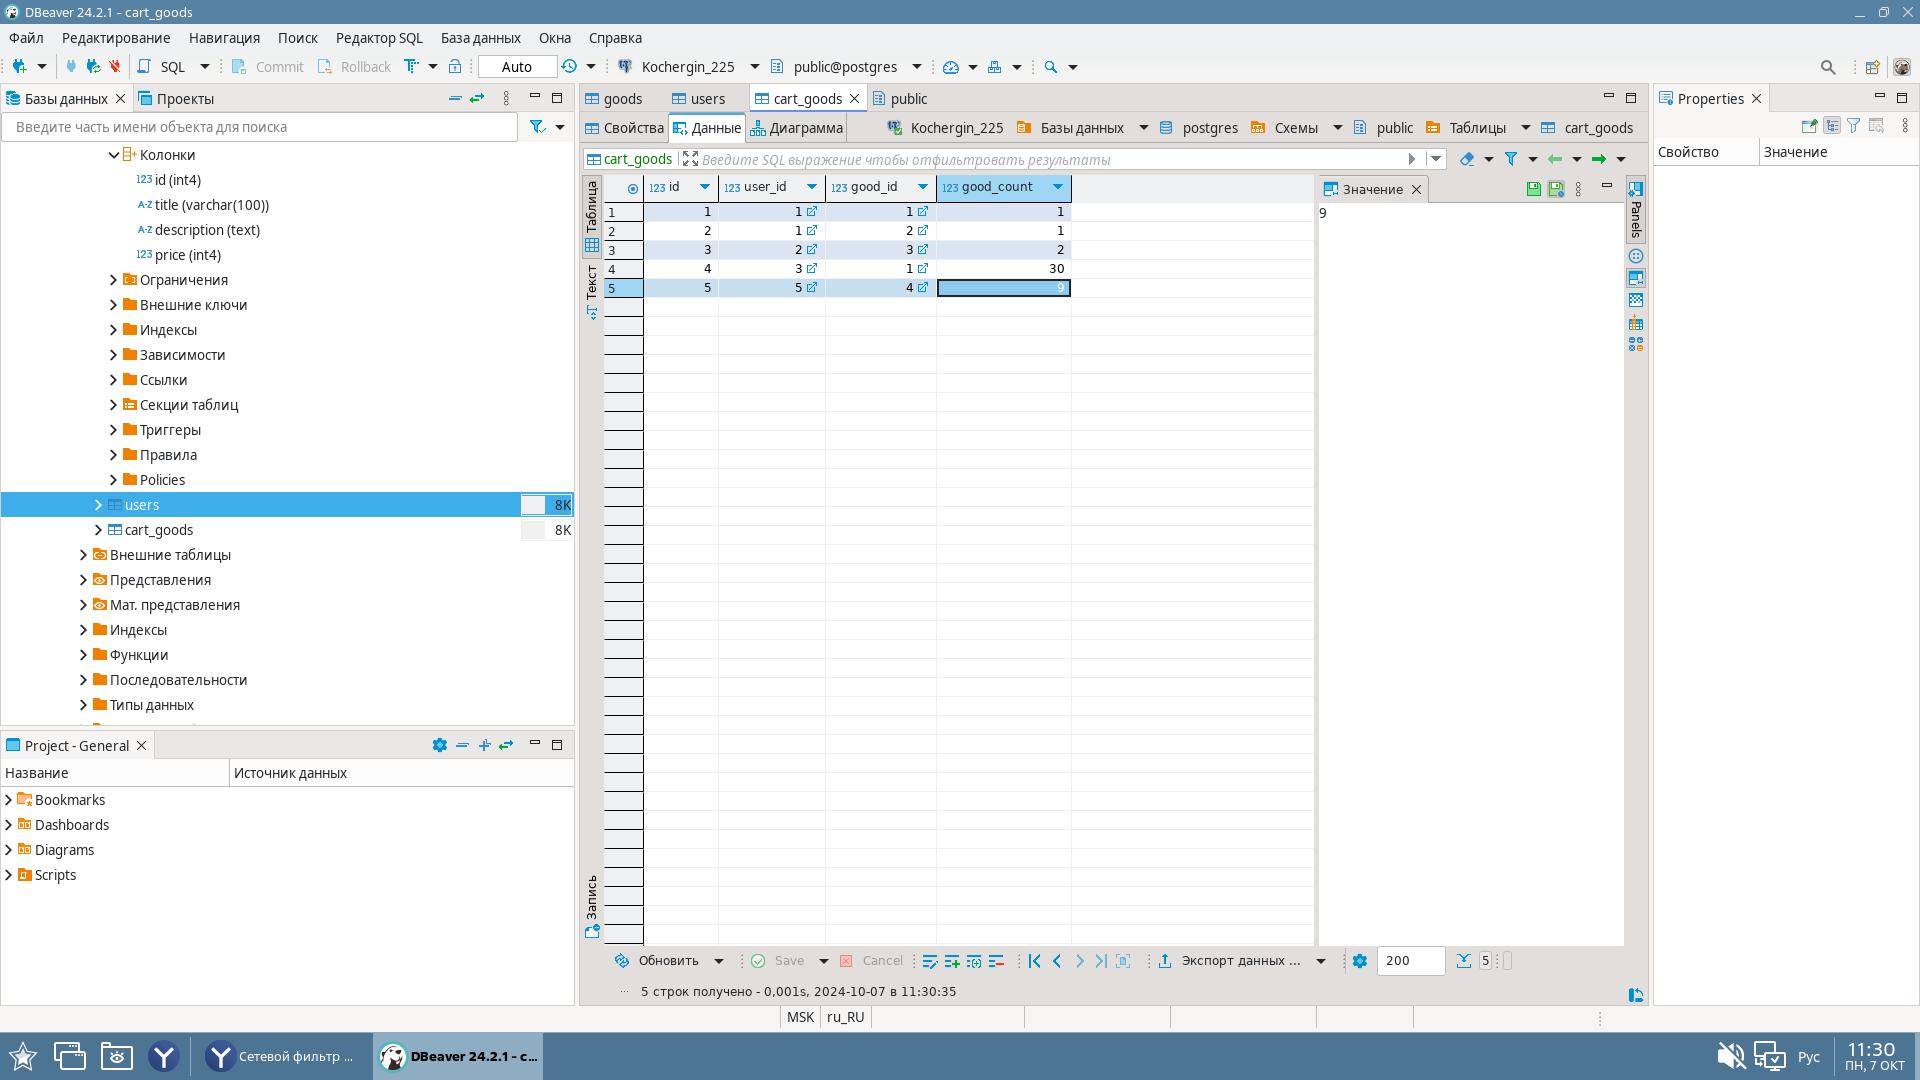 DBeaver 24.2.1 - cart_goods
Файл Редактирование Навигация Поиск Редактор SQL База данных Окна Справка
SQL Commit Rollback Auto Kochergin_225 public@postgres
Базы данных Проекты
Введите часть имени объекта для поиска
Колонки
123 id (int4)
A-Z title (varchar(100))
A-Z description (text)
123 price (int4)
Ограничения
Внешние ключи
Индексы
Зависимости
Ссылки
Секции таблиц
Триггеры
Правила
Policies
users 8K
cart_goods 8K
Внешние таблицы
Представления
Мат. представления
Индексы
Функции
Последовательности
Типы данных
Project - General
Название Источник данных
Bookmarks
Dashboards
Diagrams
Scripts
goods users cart_goods public
Свойства Данные Диаграмма Kochergin_225 Базы данных postgres Схемы public Таблицы cart_goods
cart_goods Введите SQL выражение чтобы отфильтровать результаты
Таблица
Текст
Запись
123 id 123 user_id 123 good_id 123 good_count
1 1 1 1 1
2 2 1 2 1
3 3 2 3 2
4 4 3 1 30
5 5 5 4 9
Значение
9
Panels
Обновить Save Cancel Экспорт данных ... 200 5
5 строк получено - 0,001s, 2024-10-07 в 11:30:35
Properties
Свойство Значение
MSK ru_RU
Сетевой фильтр ... DBeaver 24.2.1 - c... Рус 11:30
ПН, 7 ОКТ